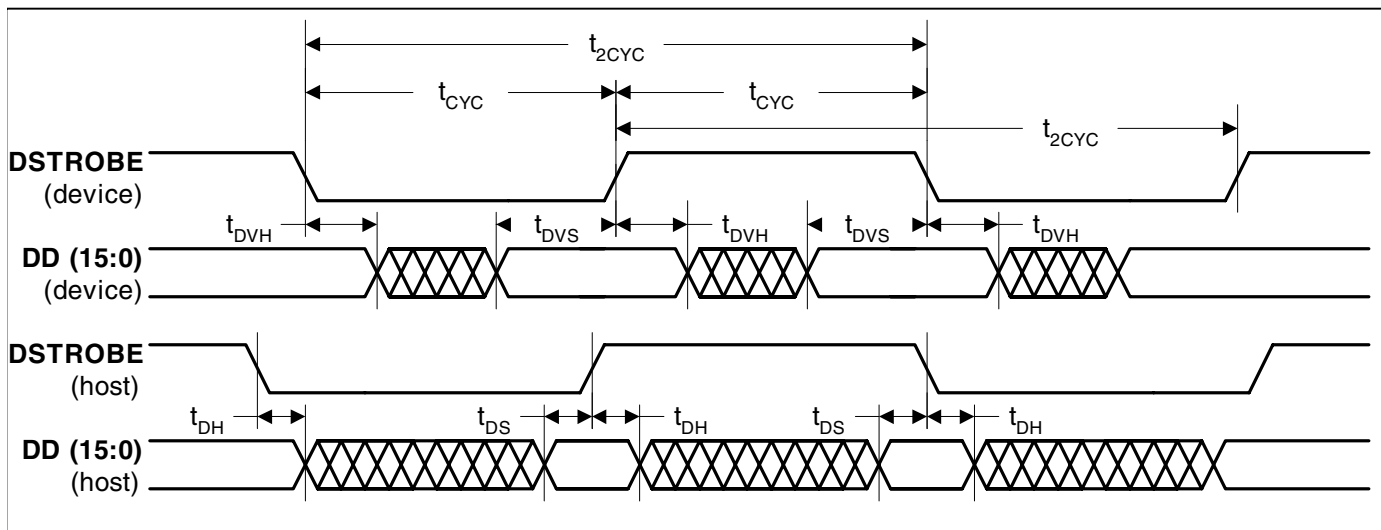 t2CYC
tCYC tCYC
t2CYC
DSTROBE
(device)
tDVH tDVS tDVH tDVS tDVH
DD (15:0)
(device)
DSTROBE
(host)
tDH tDS tDH tDS tDH
DD (15:0)
(host)